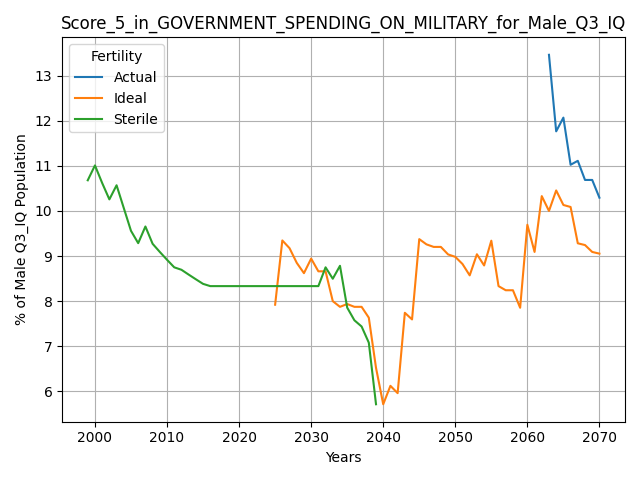 Score_5_in_GOVERNMENT_SPENDING_ON_MILITARY_for_Male_Q3_IQ
Fertility
Actual
Ideal
Sterile
% of Male Q3_IQ Population
13
12
11
10
9
8
7
6
2000 2010 2020 2030 2040 2050 2060 2070
Years